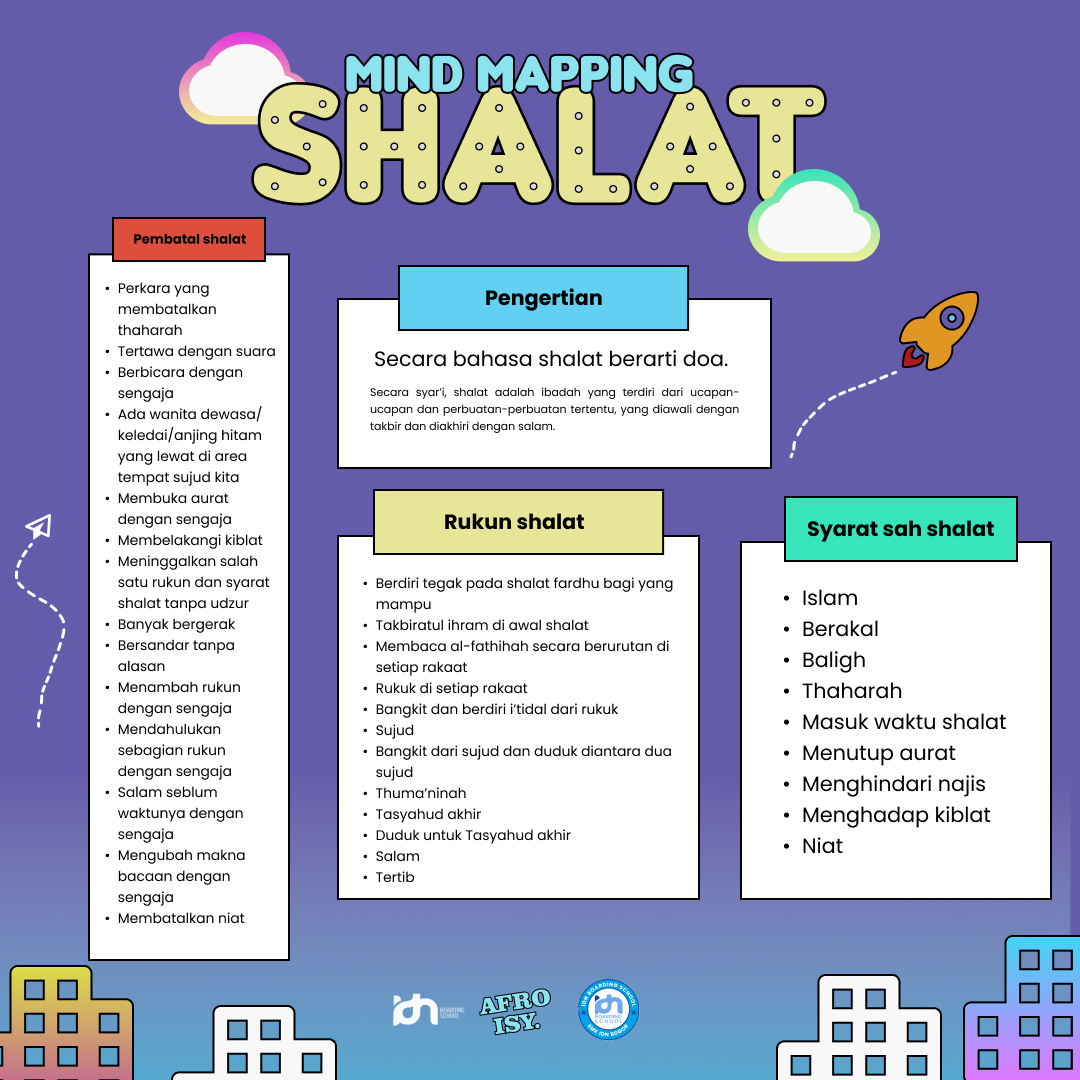 MIND MAPPING
SHALAT
Pembatal shalat
• Perkara yang
membatalkan
thaharah
• Tertawa dengan suara
• Berbicara dengan
sengaja
• Ada wanita dewasa/
keledai/anjing hitam
yang lewat di area
tempat sujud kita
• Membuka aurat
dengan sengaja
• Membelakangi kiblat
• Meninggalkan salah
satu rukun dan syarat
shalat tanpa udzur
• Banyak bergerak
• Bersandar tanpa
alasan
• Menambah rukun
dengan sengaja
• Mendahulukan
sebagian rukun
dengan sengaja
• Salam seblum
waktunya dengan
sengaja
• Mengubah makna
bacaan dengan
sengaja
• Membatalkan niat
Pengertian
Secara bahasa shalat berarti doa.
Secara syar’i, shalat adalah ibadah yang terdiri dari ucapan-
ucapan dan perbuatan-perbuatan tertentu, yang diawali dengan
takbir dan diakhiri dengan salam.
Rukun shalat
• Berdiri tegak pada shalat fardhu bagi yang
mampu
• Takbiratul ihram di awal shalat
• Membaca al-fathihah secara berurutan di
setiap rakaat
• Rukuk di setiap rakaat
• Bangkit dan berdiri i’tidal dari rukuk
• Sujud
• Bangkit dari sujud dan duduk diantara dua
sujud
• Thuma’ninah
• Tasyahud akhir
• Duduk untuk Tasyahud akhir
• Salam
• Tertib
Syarat sah shalat
• Islam
• Berakal
• Baligh
• Thaharah
• Masuk waktu shalat
• Menutup aurat
• Menghindari najis
• Menghadap kiblat
• Niat
idn
BOARDING
SCHOOL
AFRO
ISY.
IDN BOARDING SCHOOL
idn
BOARDING
SCHOOL
SMK IDN BOGOR